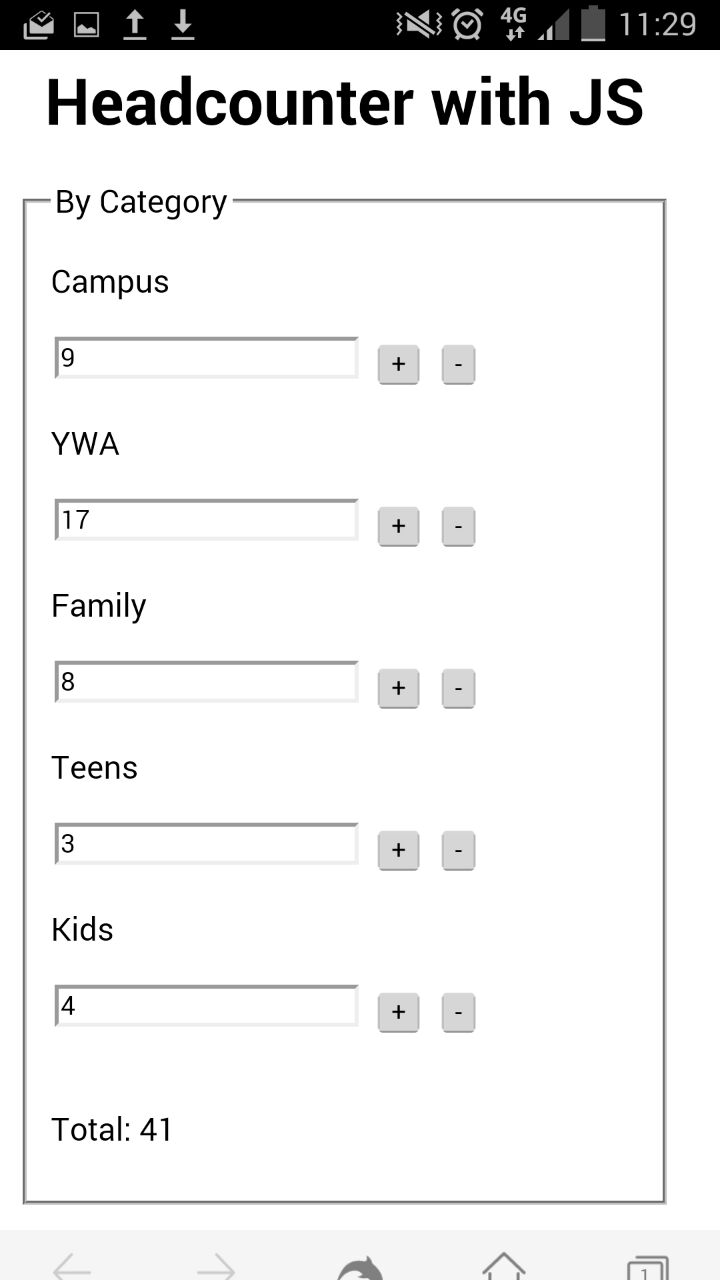 4G 11:29
Headcounter with JS
By Category
Campus
9 + -
YWA
17 + -
Family
8 + -
Teens
3 + -
Kids
4 + -
Total: 41
1